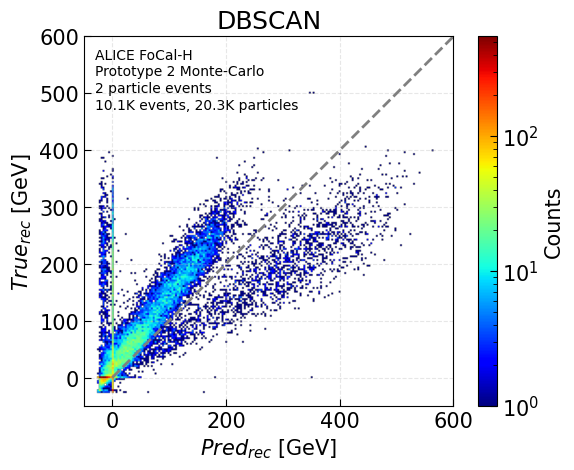 DBSCAN
ALICE FoCal-H
Prototype 2 Monte-Carlo
2 particle events
10.1K events, 20.3K particles
600
500
400
300
200
100
0
True_rec [GeV]
0 200 400 600
Pred_rec [GeV]
10^2
10^1
10^0
Counts